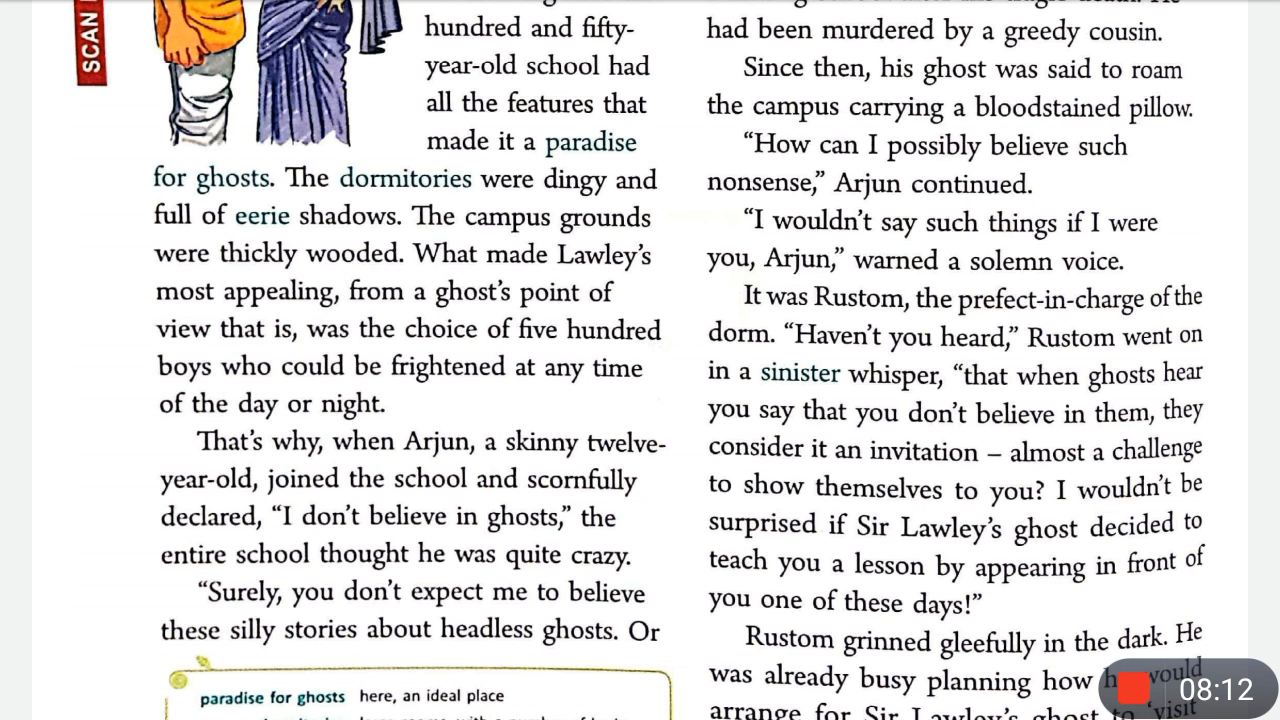 SCAN
hundred and fifty-
year-old school had
all the features that
made it a paradise
for ghosts. The dormitories were dingy and
full of eerie shadows. The campus grounds
were thickly wooded. What made Lawley's
most appealing, from a ghost's point of
view that is, was the choice of five hundred
boys who could be frightened at any time
of the day or night.
That's why, when Arjun, a skinny twelve-
year-old, joined the school and scornfully
declared, “I don't believe in ghosts,” the
entire school thought he was quite crazy.
“Surely, you don't expect me to believe
these silly stories about headless ghosts. Or
paradise for ghosts here, an ideal place
had been murdered by a greedy cousin.
Since then, his ghost was said to roam
the campus carrying a bloodstained pillow.
“How can I possibly believe such
nonsense,” Arjun continued.
“I wouldn't say such things if I were
you, Arjun,” warned a solemn voice.
It was Rustom, the prefect-in-charge of the
dorm. “Haven't you heard,” Rustom went on
in a sinister whisper, “that when ghosts hear
you say that you don't believe in them, they
consider it an invitation – almost a challenge
to show themselves to you? I wouldn't be
surprised if Sir Lawley's ghost decided to
teach you a lesson by appearing in front of
you one of these days!”
Rustom grinned gleefully in the dark. He
was already busy planning how would
arrange for Sir Lawley's ghost to ‘visit
08:12